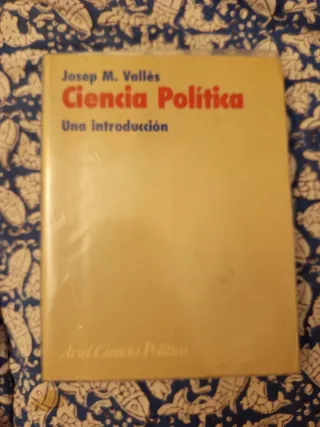 Josep M. Vallès
Ciencia Política
Una introducción
Ariel Ciencia Política